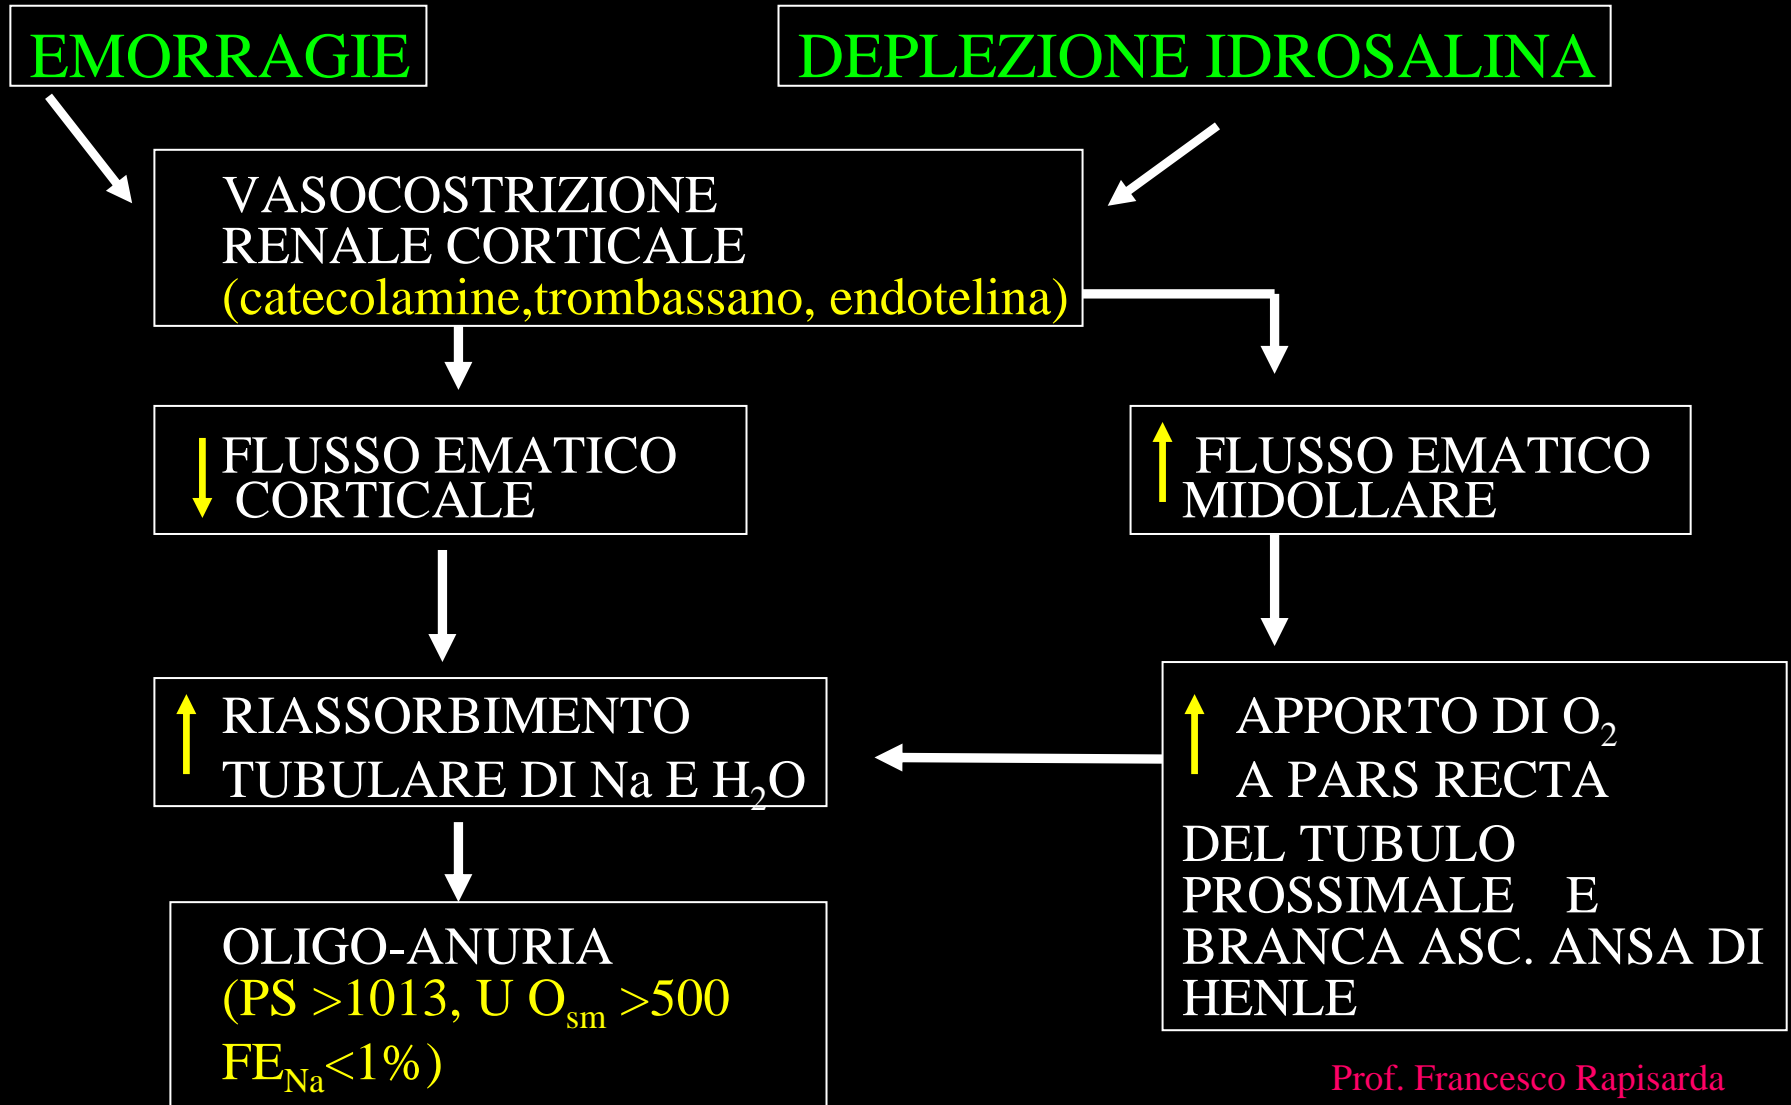 EMORRAGIE
DEPLEZIONE IDROSALINA
VASOCOSTRIZIONE
RENALE CORTICALE
(catecolamine,trombassano, endotelina)
FLUSSO EMATICO
CORTICALE
FLUSSO EMATICO
MIDOLLARE
RIASSORBIMENTO
TUBULARE DI Na E H₂O
APPORTO DI O₂
A PARS RECTA
DEL TUBULO
PROSSIMALE E
BRANCA ASC. ANSA DI
HENLE
OLIGO-ANURIA
(PS >1013, U Osm >500
FENa<1%)
Prof. Francesco Rapisarda